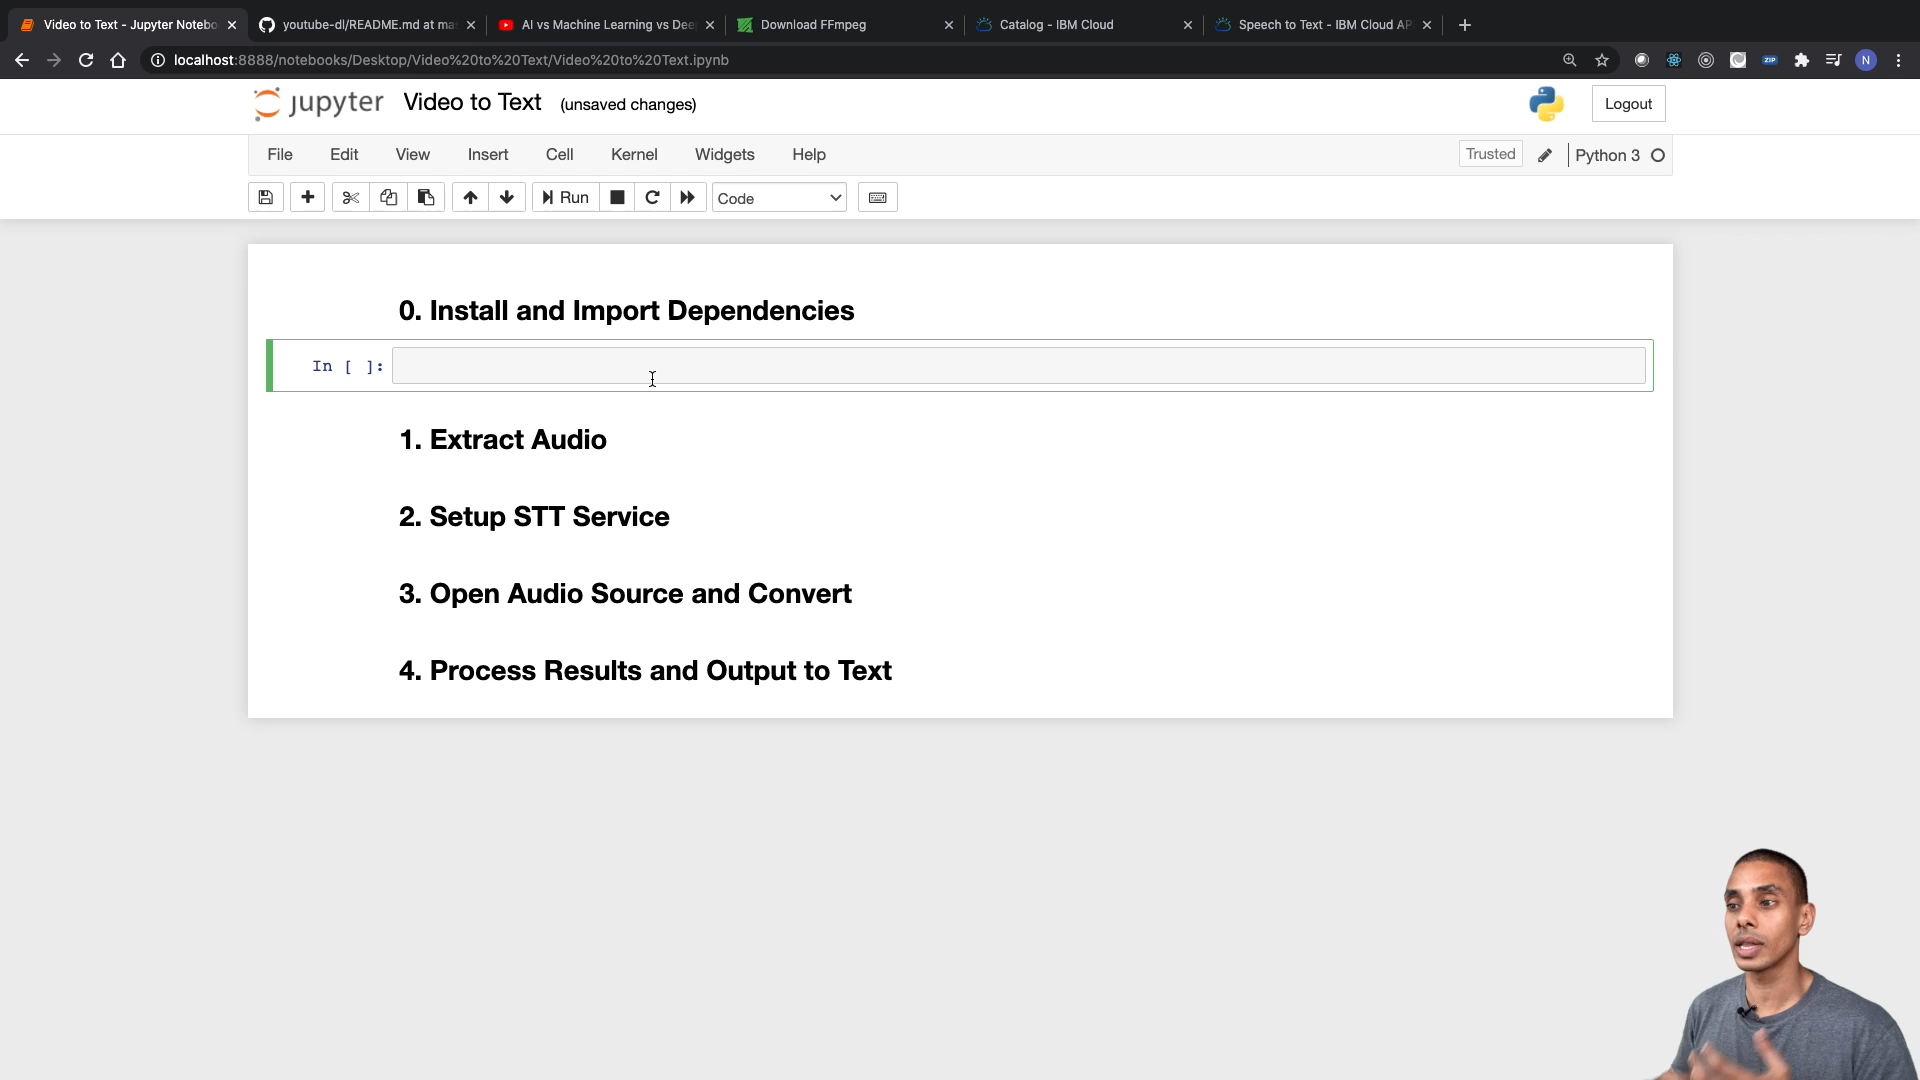 Video to Text - Jupyter Notebo
youtube-dl/README.md at ma
AI vs Machine Learning vs Dee
Download FFmpeg
Catalog - IBM Cloud
Speech to Text - IBM Cloud AP
localhost:8888/notebooks/Desktop/Video%20to%20Text/Video%20to%20Text.ipynb
ZIP
N
jupyter
Video to Text (unsaved changes)
Logout
File Edit View Insert Cell Kernel Widgets Help
Trusted
Python 3
Run
Code
0. Install and Import Dependencies
In [ ]:
1. Extract Audio
2. Setup STT Service
3. Open Audio Source and Convert
4. Process Results and Output to Text